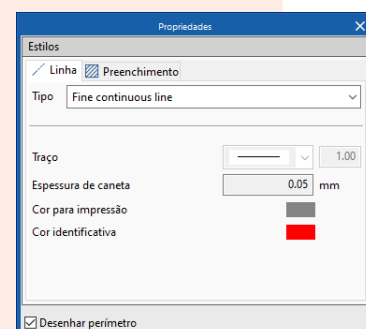 Propriedades
Estilos
Linha Preenchimento
Tipo Fine continuous line
Traço 1.00
Espessura de caneta 0.05 mm
Cor para impressão
Cor identificativa
Desenhar perímetro